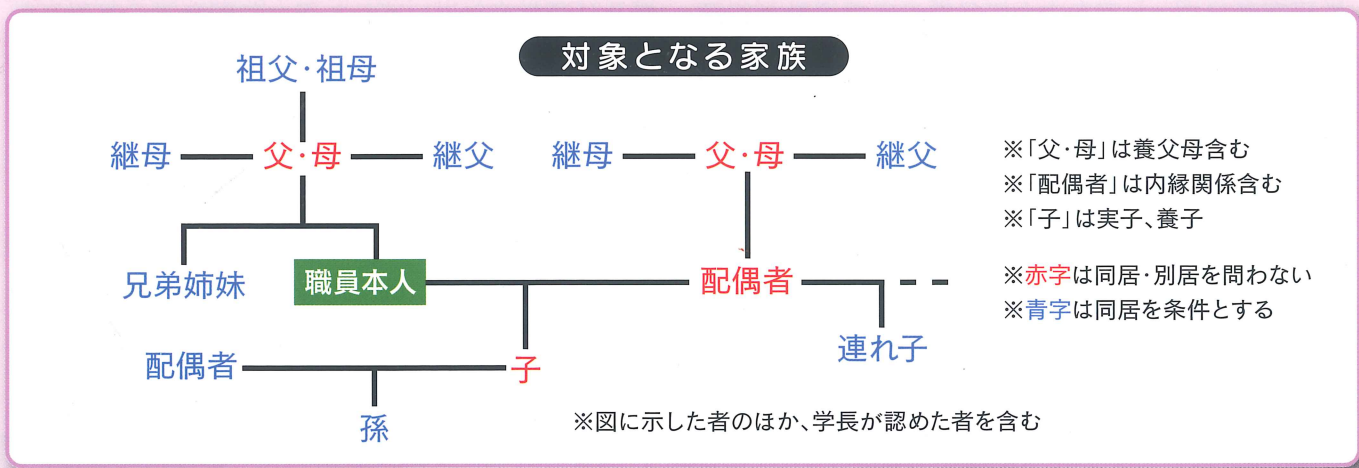 対象となる家族
祖父・祖母
継母 父・母 継父 継母 父・母 継父
※「父・母」は養父母含む
※「配偶者」は内縁関係含む
※「子」は実子、養子
兄弟姉妹 職員本人 配偶者
※赤字は同居・別居を問わない
※青字は同居を条件とする
連れ子
配偶者 子
孫
※図に示した者のほか、学長が認めた者を含む